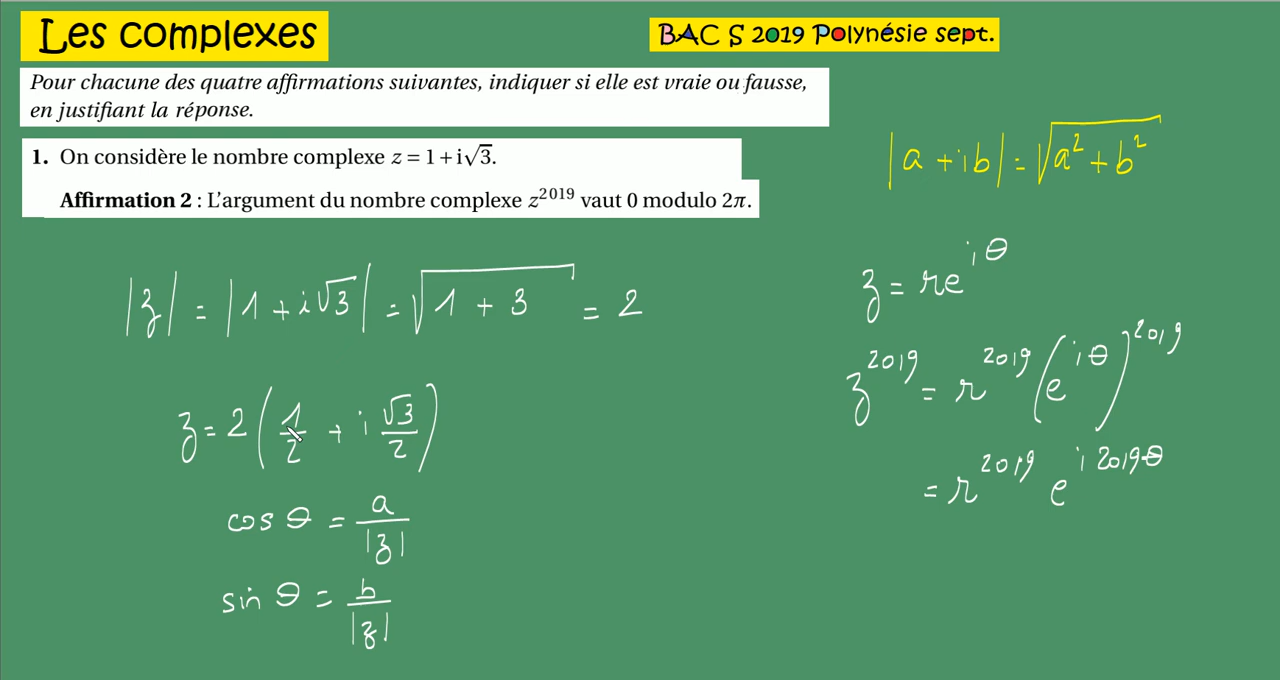 Les complexes
BAC S 2019 Polynésie sept.
Pour chacune des quatre affirmations suivantes, indiquer si elle est vraie ou fausse,
en justifiant la réponse.
1. On considère le nombre complexe z = 1 + i√3.
Affirmation 2 : L'argument du nombre complexe z^2019 vaut 0 modulo 2π.
|z| = |1 + i√3| = √(1 + 3) = 2
z = 2(1/2 + i √3/2)
cos θ = a/|z|
sin θ = b/|z|
|a + ib| = √(a² + b²)
z = re^iθ
z^2019 = r^2019 (e^iθ)^2019
= r^2019 e^i2019θ